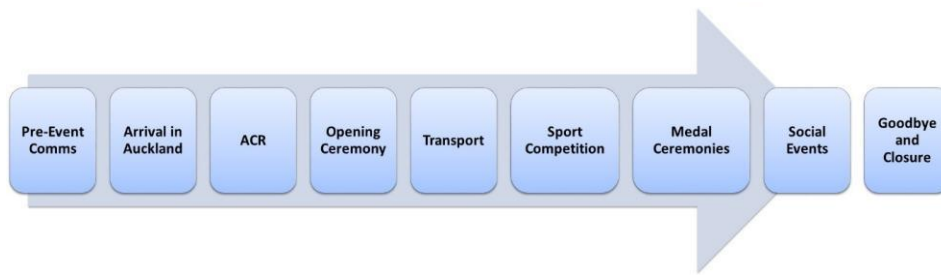 Pre-Event
Comms
Arrival in
Auckland
ACR
Opening
Ceremony
Transport
Sport
Competition
Medal
Ceremonies
Social
Events
Goodbye
and
Closure